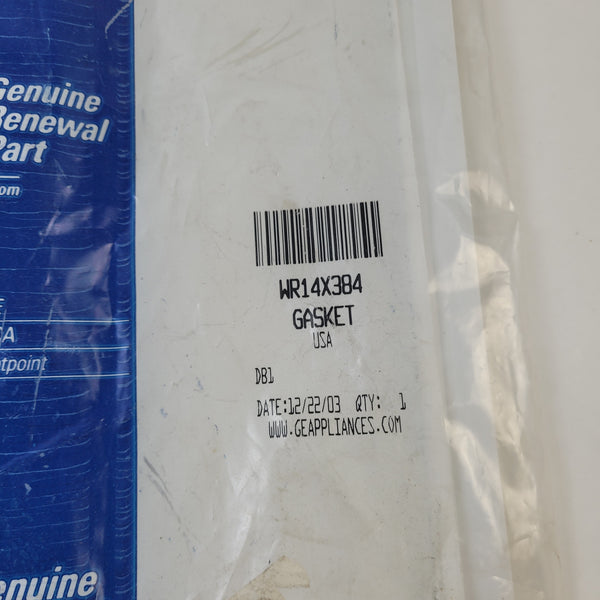 Genuine
Renewal
Part
om
E
CA
tpoint
WR14X384
GASKET
USA
DB1
DATE:12/22/03 QTY: 1
WWW.GEAPPLIANCES.COM
enuine